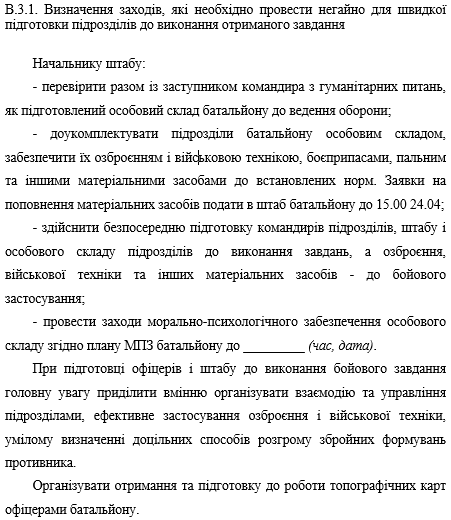 В.3.1. Визначення заходів, які необхідно провести негайно для швидкої
підготовки підрозділів до виконання отриманого завдання
Начальнику штабу:
- перевірити разом із заступником командира з гуманітарних питань,
як підготовлений особовий склад батальйону до ведення оборони;
- доукомплектувати підрозділи батальйону особовим складом,
забезпечити їх озброєнням і військовою технікою, боєприпасами, пальним
та іншими матеріальними засобами до встановлених норм. Заявки на
поповнення матеріальних засобів подати в штаб батальйону до 15.00 24.04;
- здійснити безпосередню підготовку командирів підрозділів, штабу і
особового складу підрозділів до виконання завдань, а озброєння,
військової техніки та інших матеріальних засобів - до бойового
застосування;
- провести заходи морально-психологічного забезпечення особового
складу згідно плану МПЗ батальйону до _________ (час, дата).
При підготовці офіцерів і штабу до виконання бойового завдання
головну увагу приділити вмінню організувати взаємодію та управління
підрозділами, ефективне застосування озброєння і військової техніки,
умілому визначенні доцільних способів розгрому збройних формувань
противника.
Організувати отримання та підготовку до роботи топографічних карт
офіцерами батальйону.